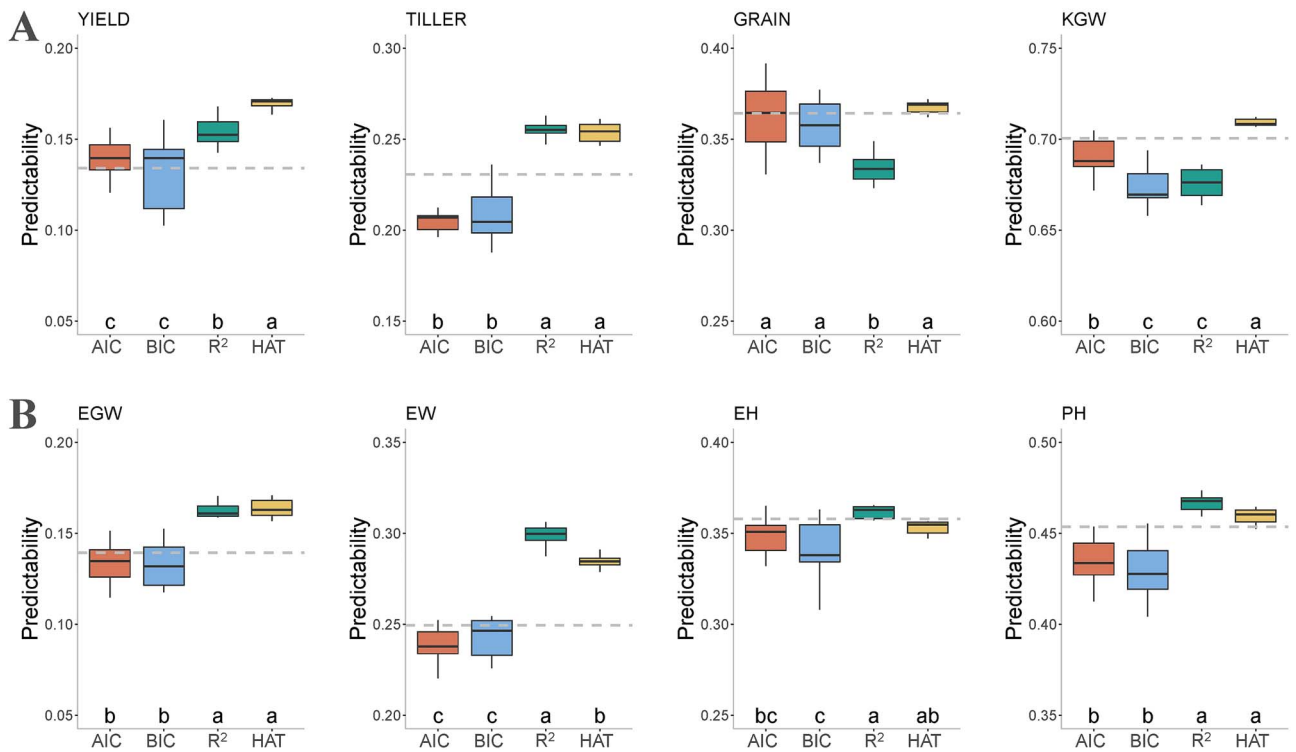 A
YIELD
Predictability
0.20
0.15
0.10
0.05
c c b a
AIC BIC R² HAT
TILLER
Predictability
0.30
0.25
0.20
0.15
b b a a
AIC BIC R² HAT
GRAIN
Predictability
0.40
0.35
0.30
0.25
a a b a
AIC BIC R² HAT
KGW
Predictability
0.75
0.70
0.65
0.60
b c c a
AIC BIC R² HAT
B
EGW
Predictability
0.20
0.15
0.10
0.05
b b a a
AIC BIC R² HAT
EW
Predictability
0.35
0.30
0.25
0.20
c c a b
AIC BIC R² HAT
EH
Predictability
0.40
0.35
0.30
0.25
bc c a ab
AIC BIC R² HAT
PH
Predictability
0.50
0.45
0.40
0.35
b b a a
AIC BIC R² HAT